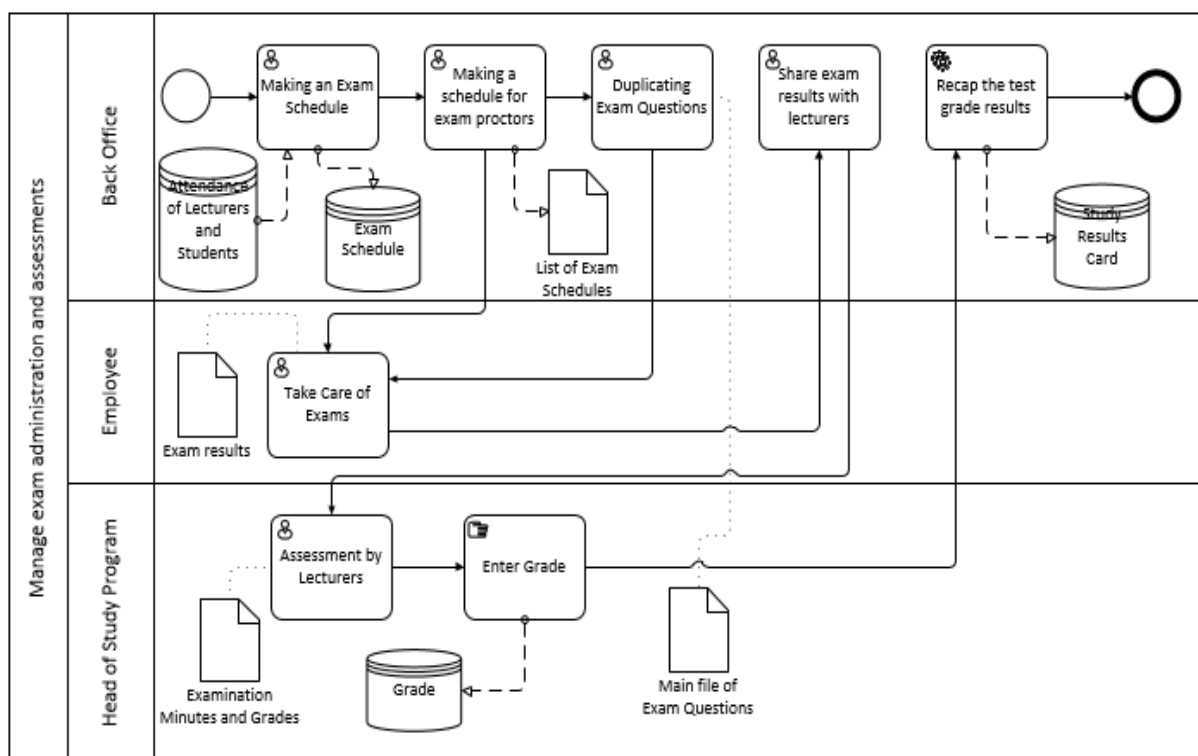 Manage exam administration and assessments
Back Office
Making an Exam
Schedule
Making a
schedule for
exam proctors
Duplicating
Exam Questions
Share exam
results with
lecturers
Recap the test
grade results
Attendance
of Lecturers
and
Students
Exam
Schedule
List of Exam
Schedules
Study
Results
Card
Employee
Take Care of
Exams
Exam results
Head of Study Program
Assessment by
Lecturers
Enter Grade
Examination
Minutes and Grades
Grade
Main file of
Exam Questions